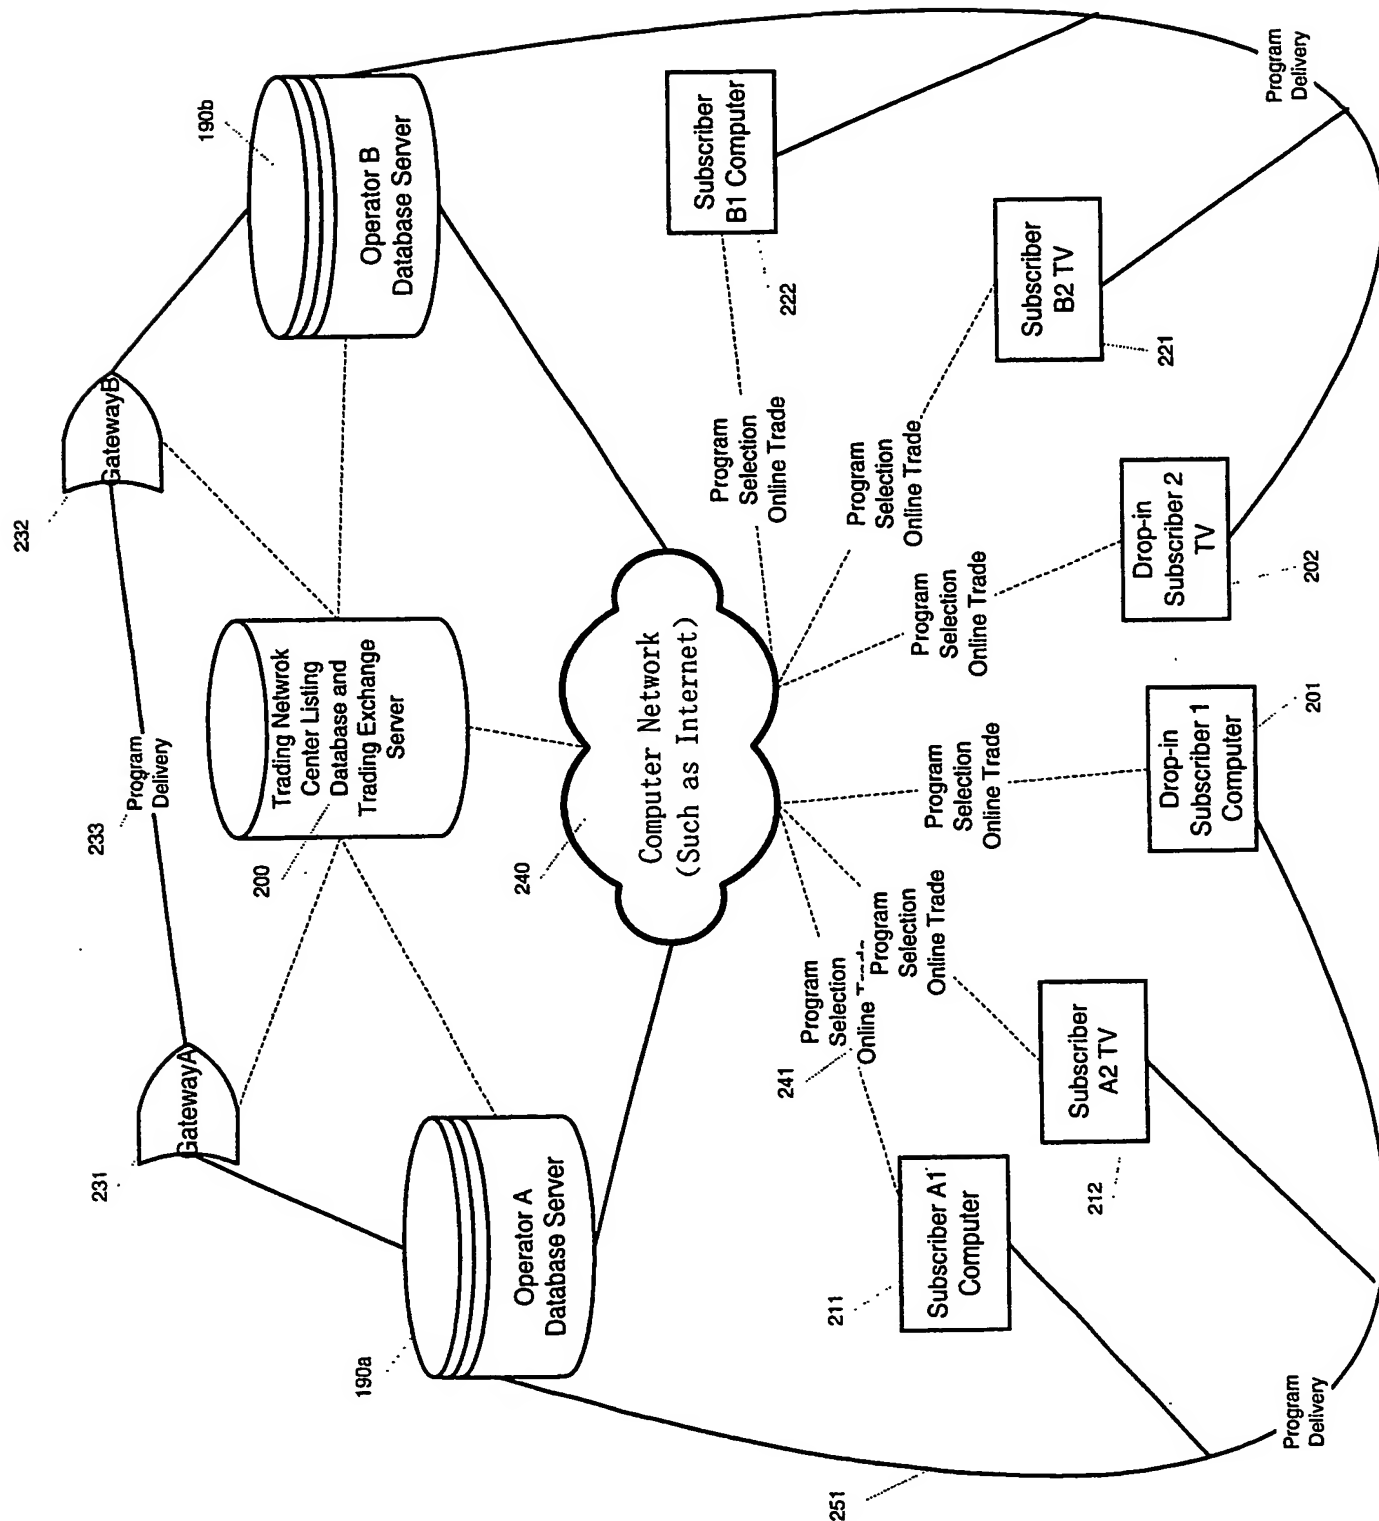 231
GatewayA
233
Program
Delivery
232
GatewayB
190a
Operator A
Database Server
200
Trading Netwrok
Center Listing
Database and
Trading Exchange
Server
190b
Operator B
Database Server
240
Computer Network
(Such as Internet)
241
Program
Selection
Online
Program
Selection
Online Trade
Program
Selection
Online Trade
Program
Selection
Online Trade
Program
Selection
Online Trade
Program
Selection
Online Trade
211
Subscriber A1
Computer
212
Subscriber
A2 TV
201
Drop-in
Subscriber 1
Computer
202
Drop-in
Subscriber 2
TV
221
Subscriber
B2 TV
222
Subscriber
B1 Computer
251
Program
Delivery
Program
Delivery